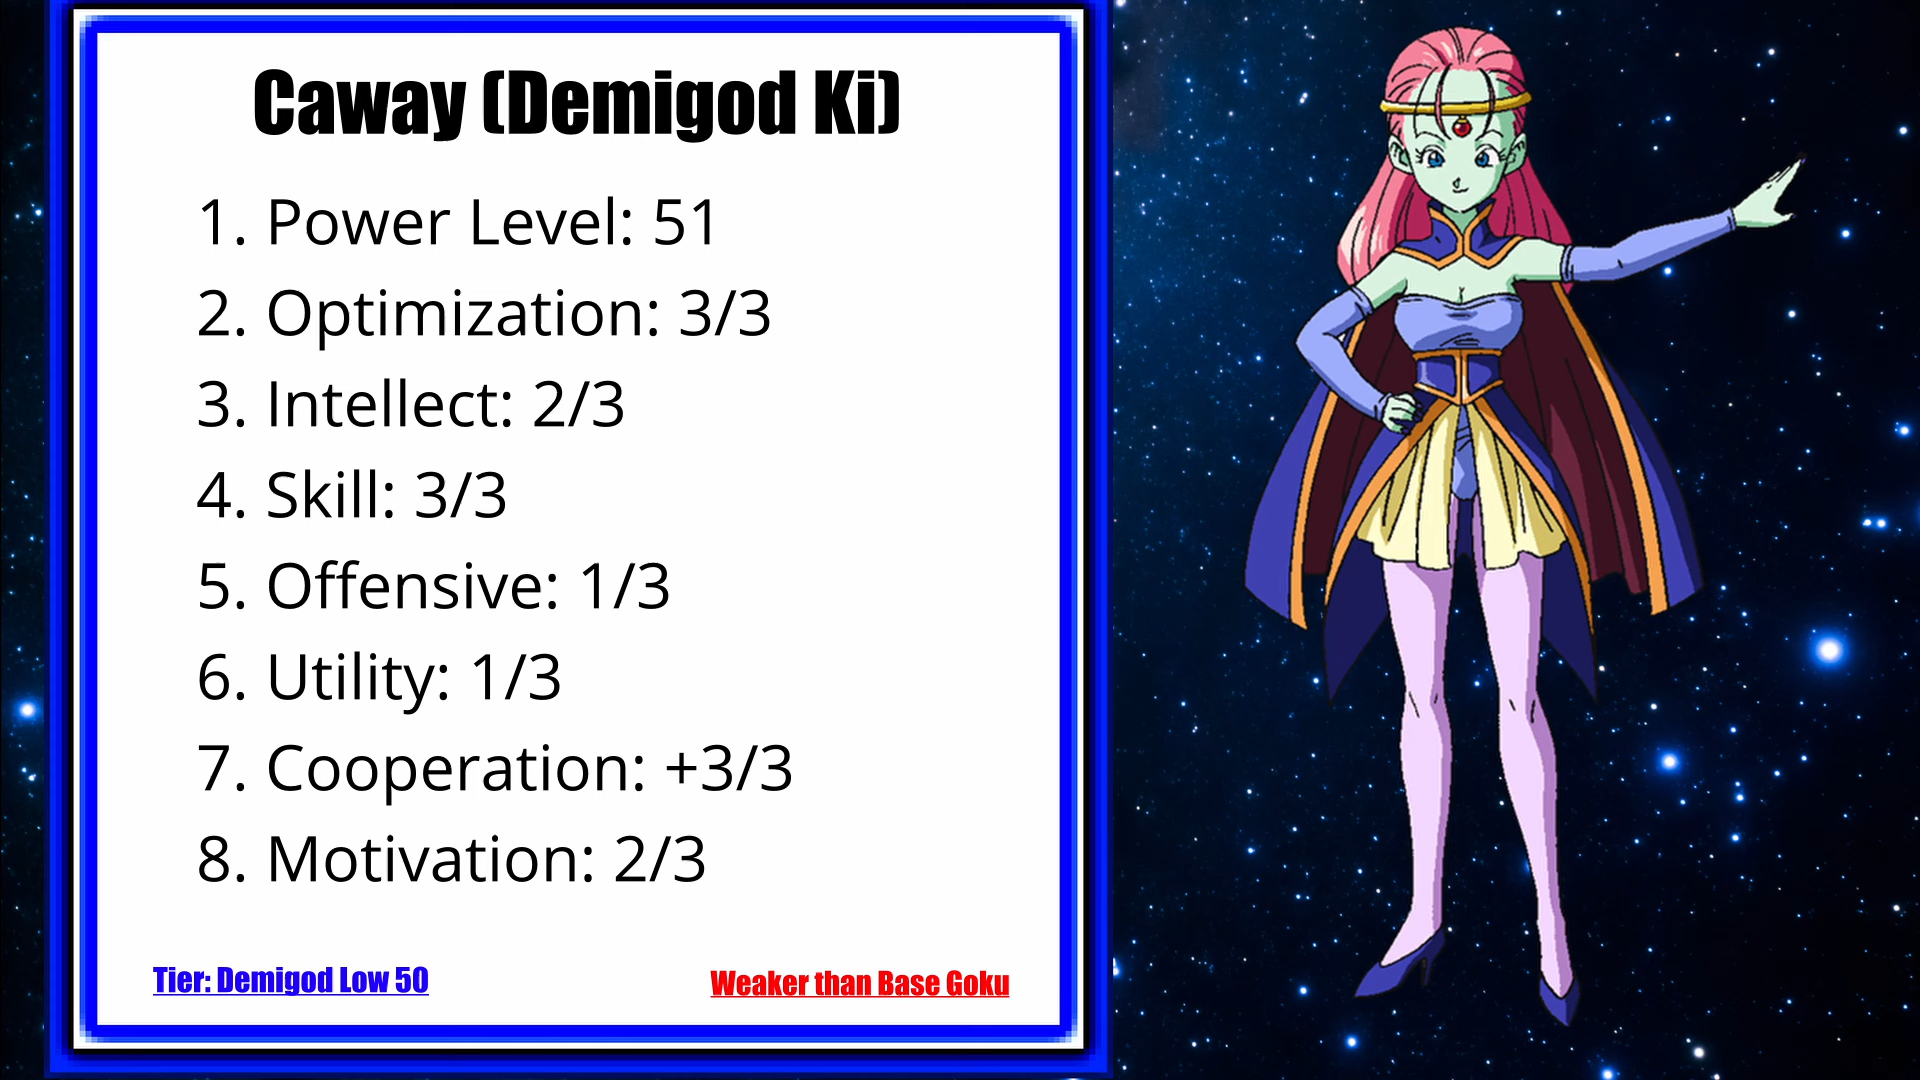 Caway (Demigod Ki)
1. Power Level: 51
2. Optimization: 3/3
3. Intellect: 2/3
4. Skill: 3/3
5. Offensive: 1/3
6. Utility: 1/3
7. Cooperation: +3/3
8. Motivation: 2/3
Tier: Demigod Low 50
Weaker than Base Goku